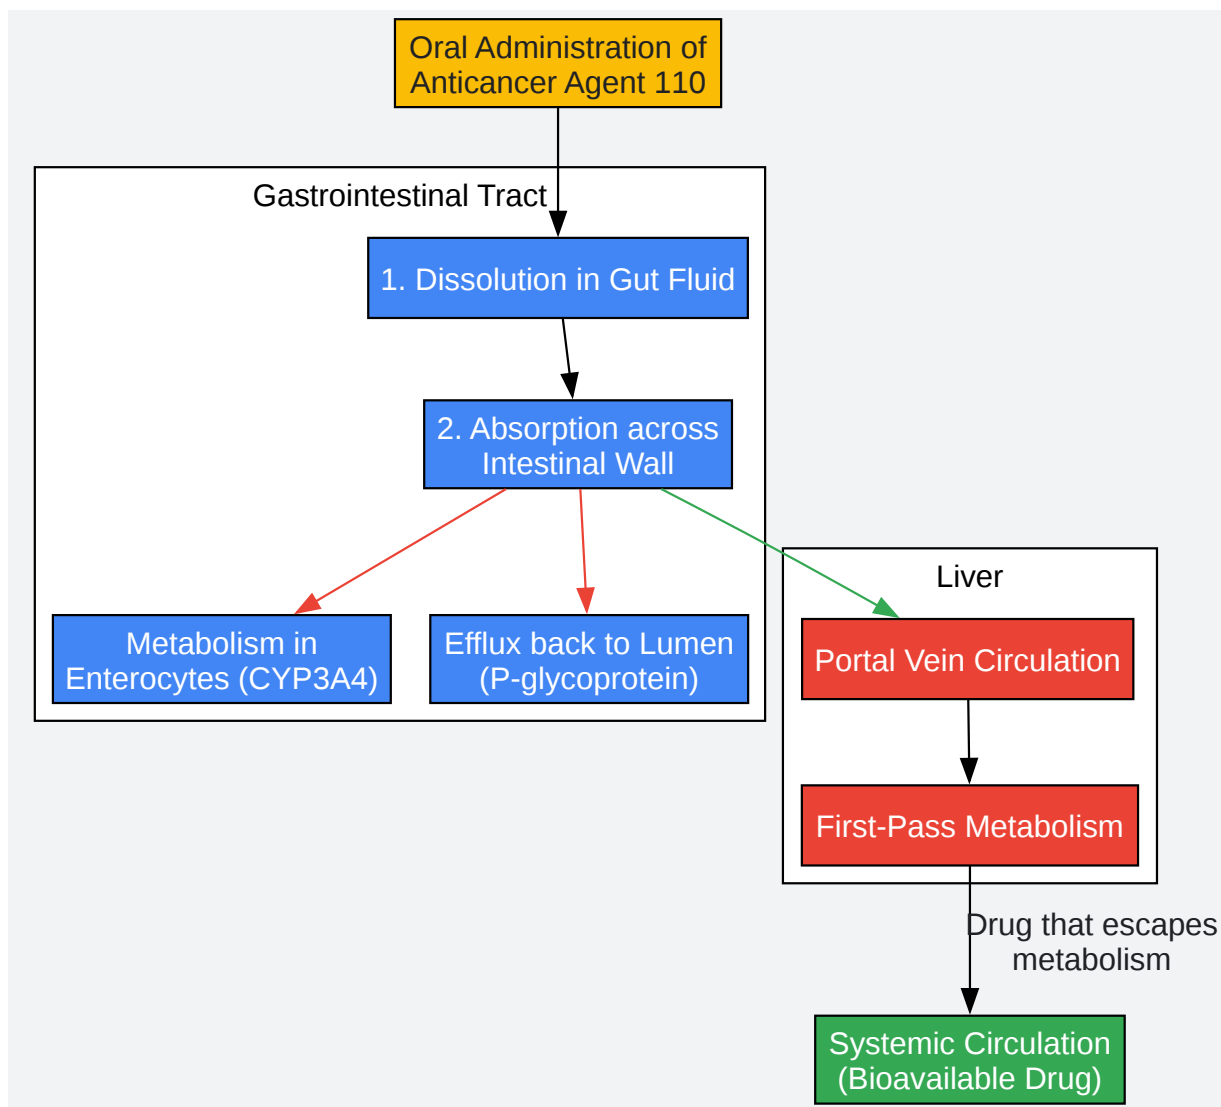 Oral Administration of
Anticancer Agent 110
Gastrointestinal Tract
1. Dissolution in Gut Fluid
2. Absorption across
Intestinal Wall
Metabolism in
Enterocytes (CYP3A4)
Efflux back to Lumen
(P-glycoprotein)
Liver
Portal Vein Circulation
First-Pass Metabolism
Drug that escapes
metabolism
Systemic Circulation
(Bioavailable Drug)